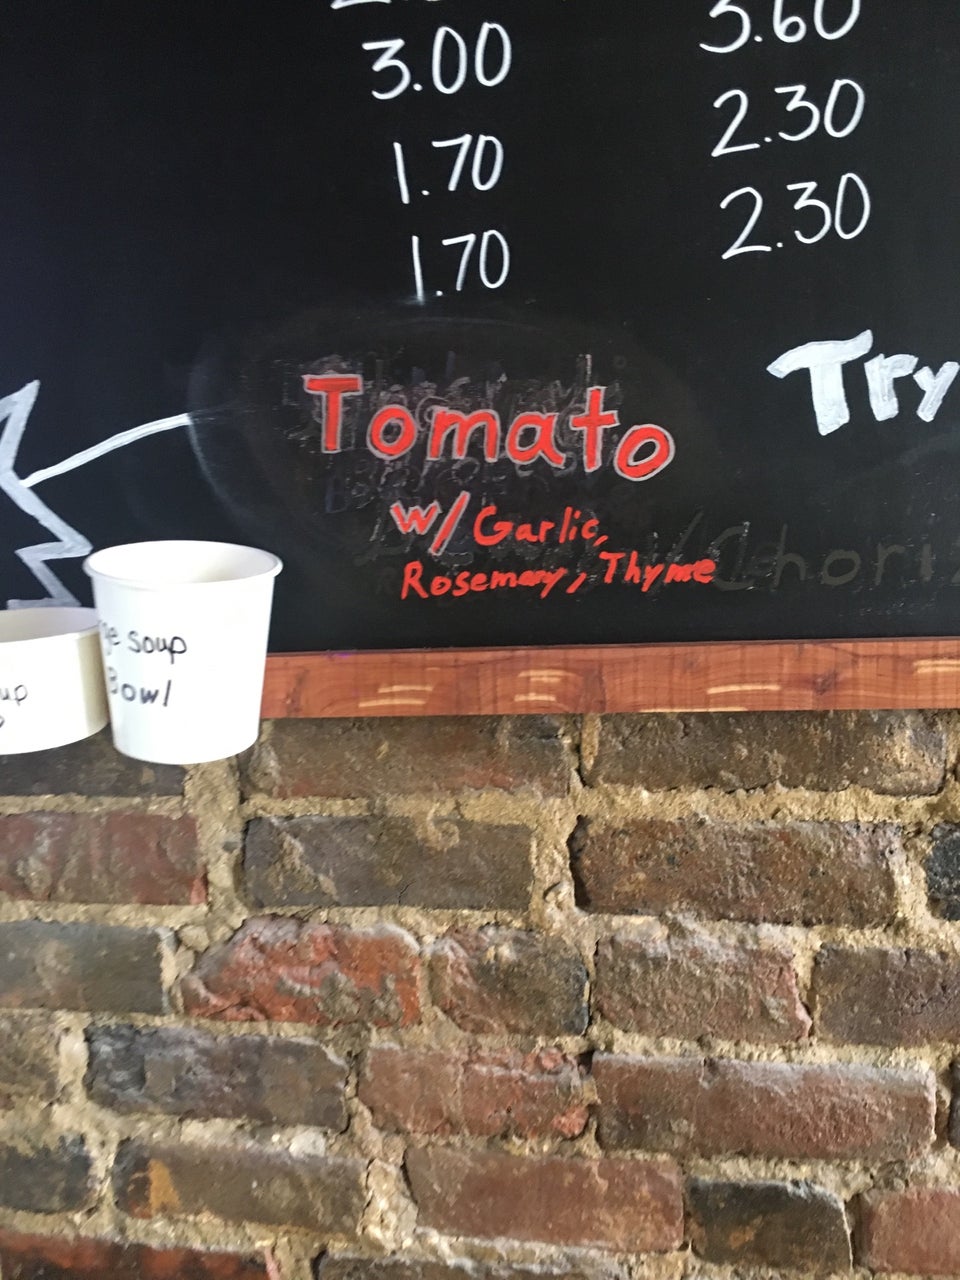 3.00 3.60
1.70 2.30
1.70 2.30
Try
Tomato
w/ Garlic,
Rosemary, Thyme
soup
Bowl